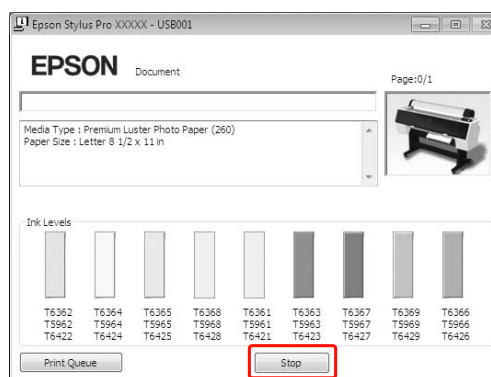 Epson Stylus Pro XXXXX - USB001
EPSON Document
Page:0/1
Media Type : Premium Luster Photo Paper (260)
Paper Size : Letter 8 1/2 x 11 in
Ink Levels
T6362 T6364 T6365 T6368 T6361 T6363 T6367 T6369 T6366
T5962 T5964 T5965 T5968 T5961 T5963 T5967 T5969 T5966
T6422 T6424 T6425 T6428 T6421 T6423 T6427 T6429 T6426
Print Queue Stop